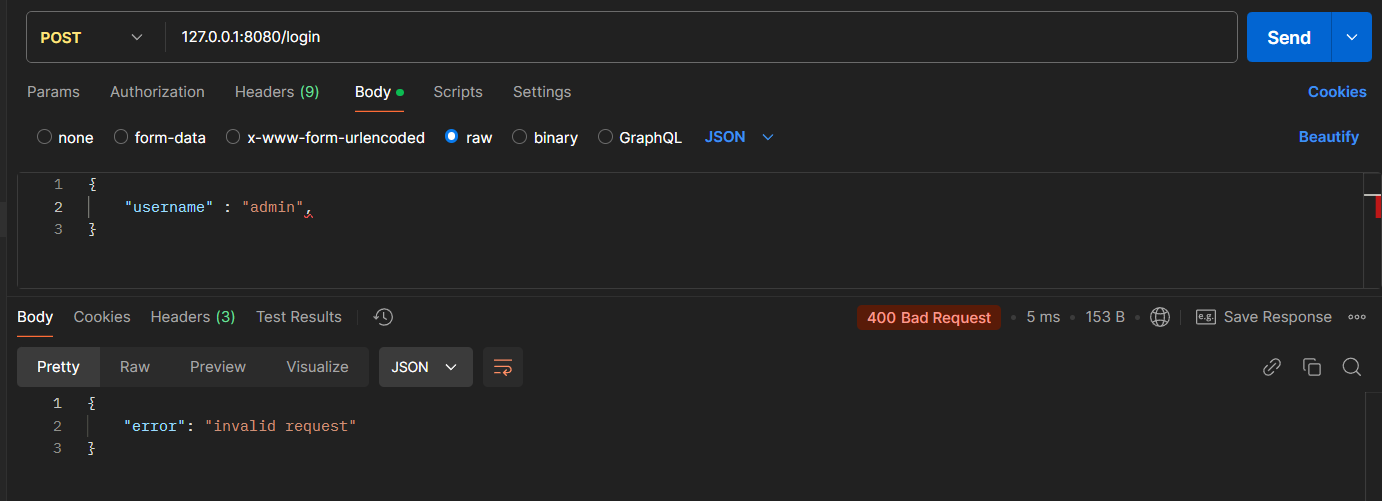 POST 127.0.0.1:8080/login Send
Params Authorization Headers (9) Body Scripts Settings Cookies
none form-data x-www-form-urlencoded raw binary GraphQL JSON Beautify
1 {
2 "username" : "admin",
3 }
Body Cookies Headers (3) Test Results 400 Bad Request • 5 ms • 153 B • e.g. Save Response
Pretty Raw Preview Visualize JSON
1 {
2 "error": "invalid request"
3 }